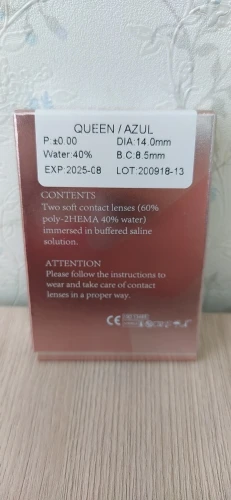 QUEEN / AZUL
P.:±0.00 DIA:14.0mm
Water:40% B.C:8.5mm
EXP:2025-08 LOT:200918-13
CONTENTS
Two soft contact lenses (60%
poly-2HEMA 40% water)
immersed in buffered saline
solution.
ATTENTION
Please follow the instructions to
wear and take care of contact
lenses in a proper way.
CE